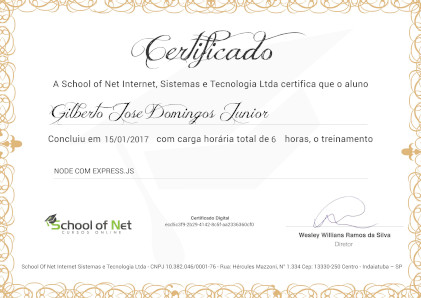 Certificado
A School of Net Internet, Sistemas e Tecnologia Ltda certifica que o aluno
Gilberto Jose Domingos Junior
Concluiu em 15/01/2017 com carga horária total de 6 horas, o treinamento
NODE COM EXPRESS.JS
School of Net
CURSOS ONLINE
Certificado Digital
Wesley Willians Ramos da Silva
Diretor
School Of Net Internet Sistemas e Tecnologia Ltda - CNPJ 10.382.046/0001-76 - Rua: Hércules Mazzoni, N° 1.334 Cep: 13330-250 Centro - Indaiatuba – SP